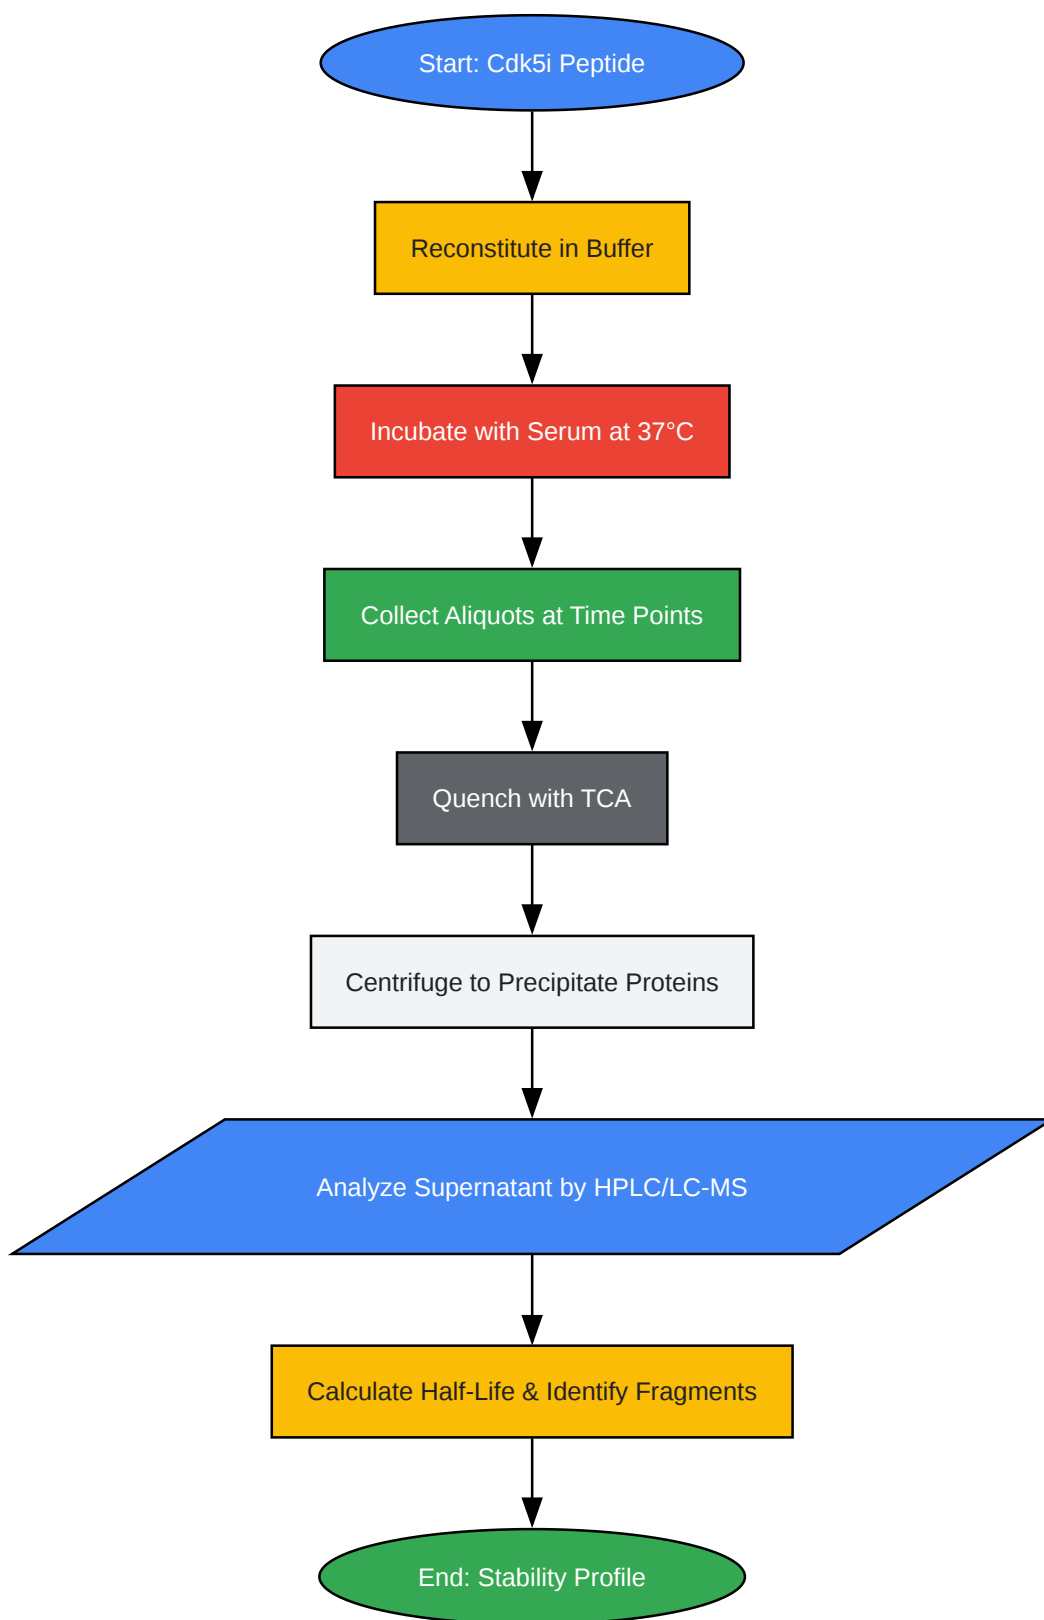 Start: Cdk5i Peptide
Reconstitute in Buffer
Incubate with Serum at 37°C
Collect Aliquots at Time Points
Quench with TCA
Centrifuge to Precipitate Proteins
Analyze Supernatant by HPLC/LC-MS
Calculate Half-Life & Identify Fragments
End: Stability Profile